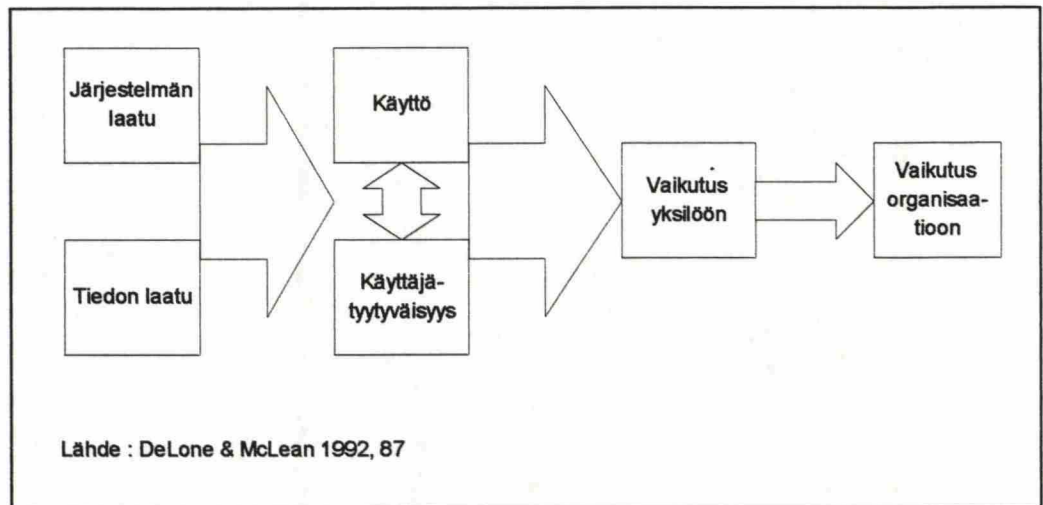 Järjestelmän
laatu
Tiedon laatu
Käyttö
Käyttäjä-
tyytyväisyys
Vaikutus
yksilöön
Vaikutus
organisaa-
tioon
Lähde : DeLone & McLean 1992, 87